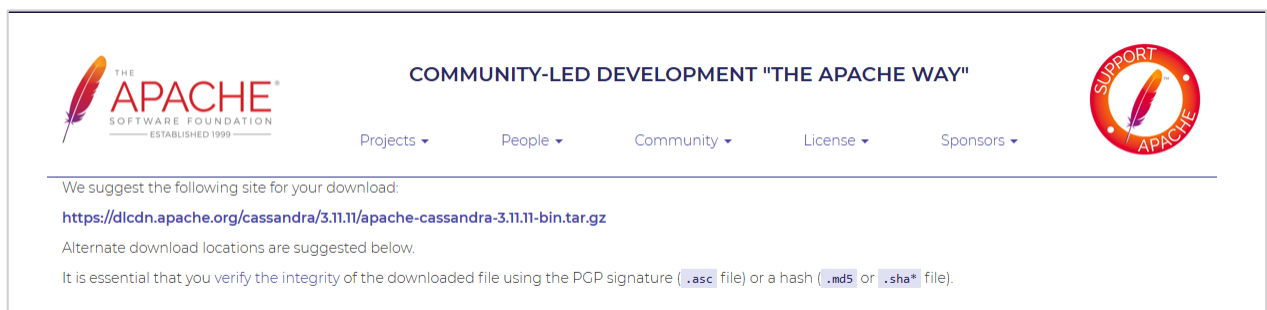 THE
APACHE®
SOFTWARE FOUNDATION
ESTABLISHED 1999
COMMUNITY-LED DEVELOPMENT "THE APACHE WAY"
SUPPORT
APACHE
Projects People Community License Sponsors
We suggest the following site for your download:
https://dlcdn.apache.org/cassandra/3.11.11/apache-cassandra-3.11.11-bin.tar.gz
Alternate download locations are suggested below.
It is essential that you verify the integrity of the downloaded file using the PGP signature ( .asc file) or a hash ( .md5 or .sha* file).